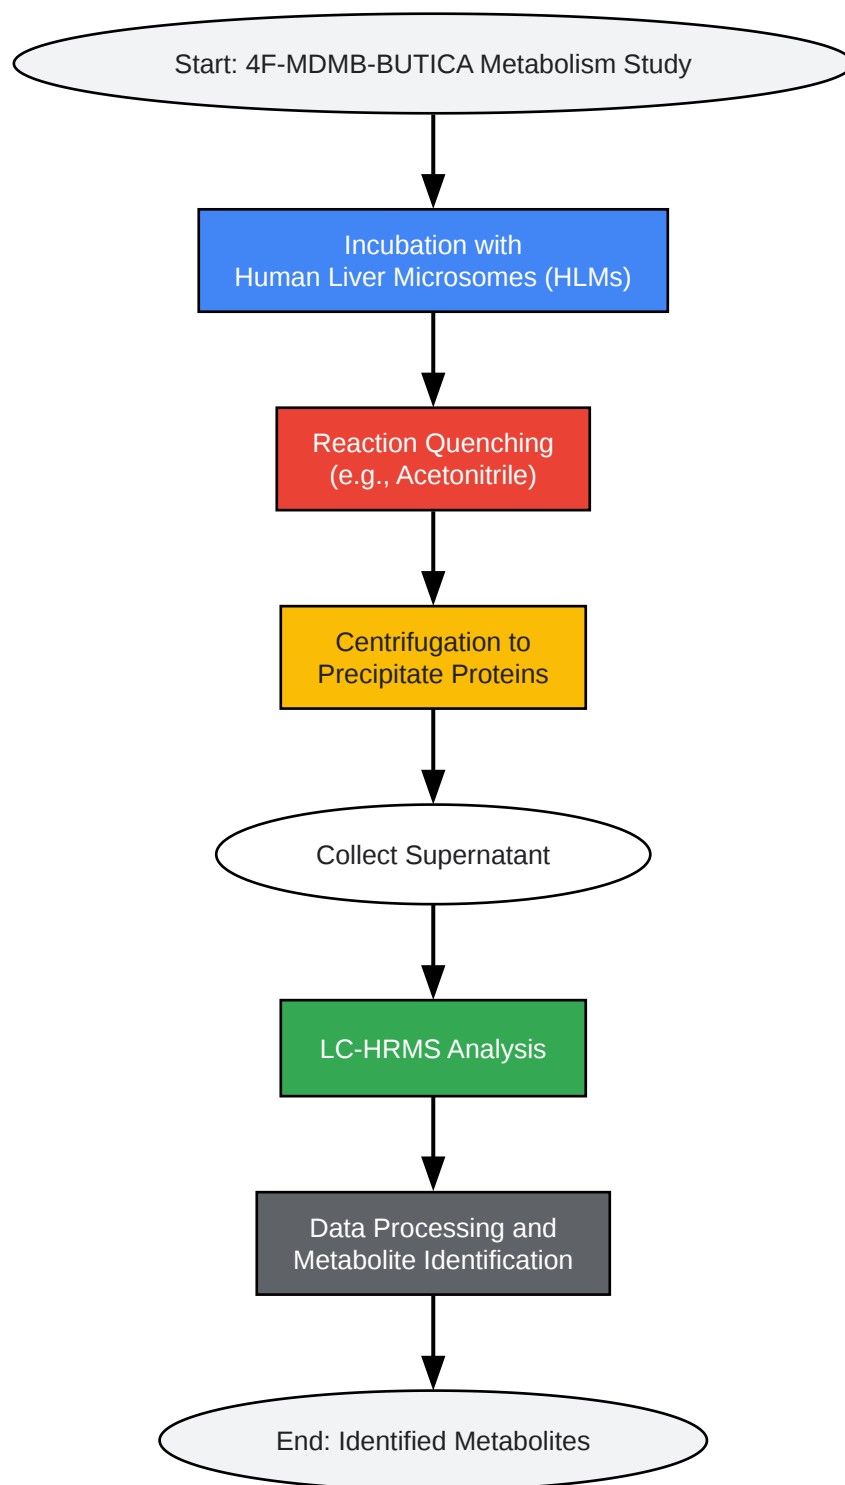 Start: 4F-MDMB-BUTICA Metabolism Study
Incubation with
Human Liver Microsomes (HLMs)
Reaction Quenching
(e.g., Acetonitrile)
Centrifugation to
Precipitate Proteins
Collect Supernatant
LC-HRMS Analysis
Data Processing and
Metabolite Identification
End: Identified Metabolites